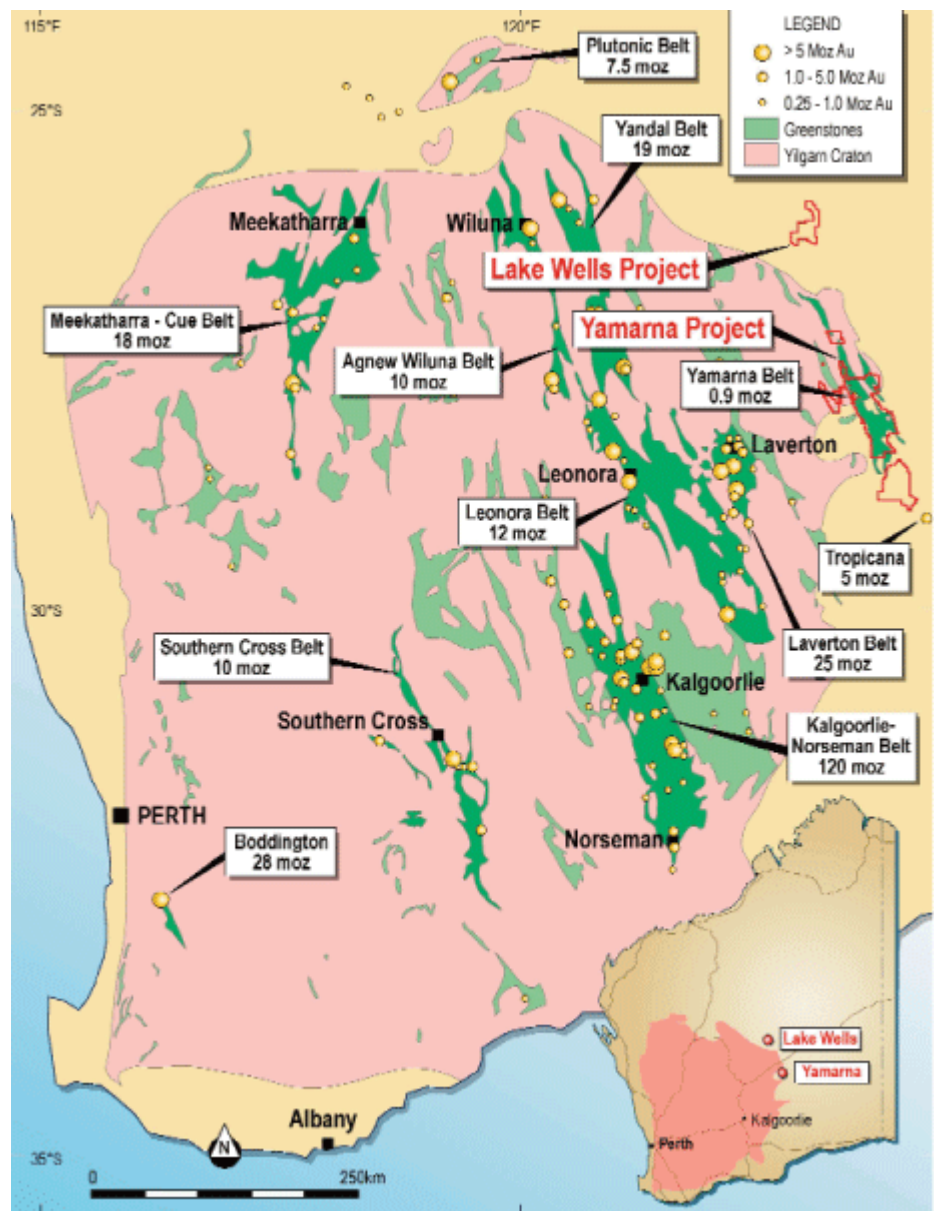 115°F
120°
LEGEND
> 5 Moz Au
1.0 - 5.0 Moz Au
0.25 - 1.0 Moz Au
Greenstones
Yilgarn Craton
Plutonic Belt
7.5 moz
25°S
Yandal Belt
19 moz
Meekatharra
Wiluna
Lake Wells Project
Meekatharra - Cue Belt
18 moz
Yamarna Project
Agnew Wiluna Belt
10 moz
Yamarna Belt
0.9 moz
Laverton
Leonora
Leonora Belt
12 moz
Tropicana
5 moz
30°S
Southern Cross Belt
10 moz
Laverton Belt
25 moz
Kalgoorlie
Southern Cross
Kalgoorlie-
Norseman Belt
120 moz
PERTH
Boddington
28 moz
Norseman
Lake Wells
Yamarna
Albany
Kalgoorlie
Perth
N
35°S
0
250km